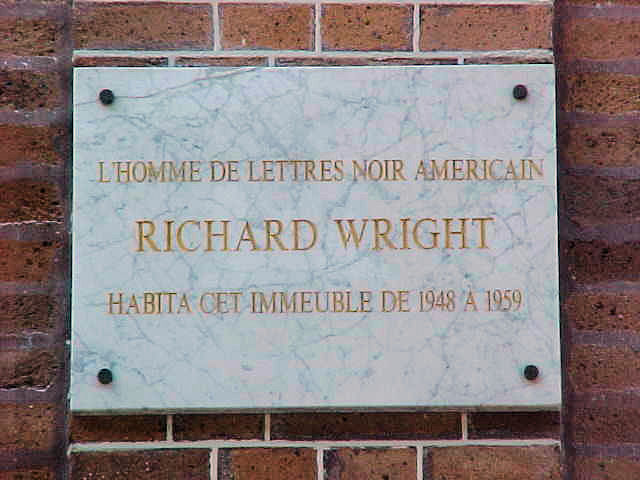 L'HOMME DE LETTRES NOIR AMERICAIN
RICHARD WRIGHT
HABITA CET IMMEUBLE DE 1948 A 1959